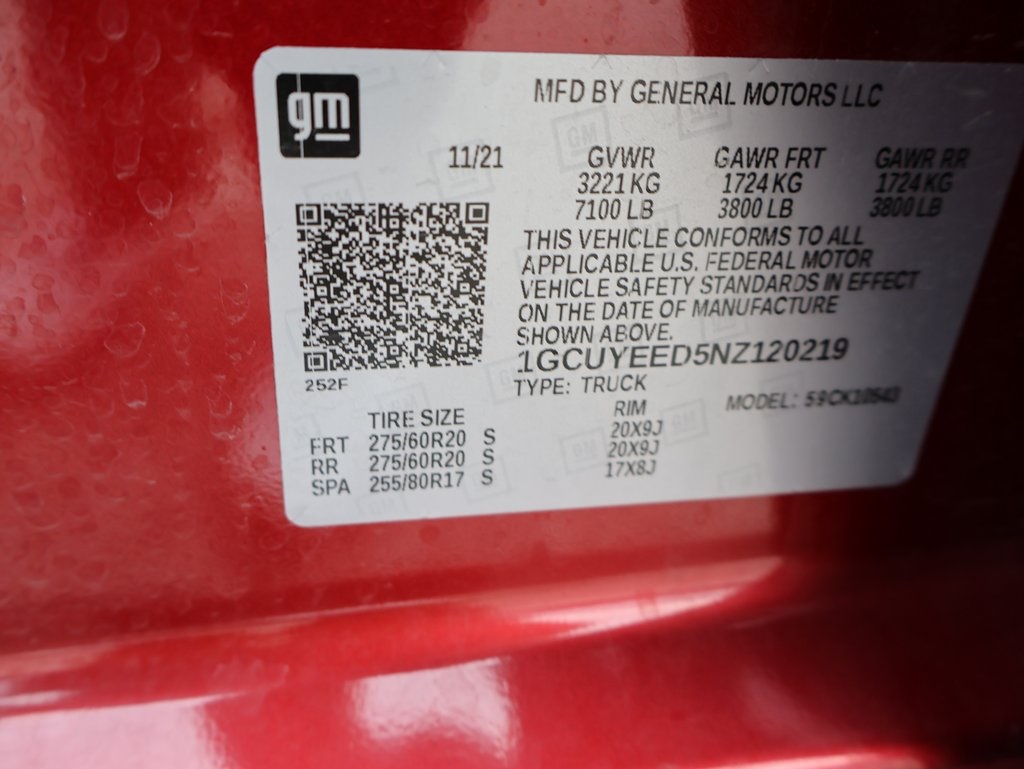 gm
MFD BY GENERAL MOTORS LLC
11/21 GVWR GAWR FRT GAWR RR
3221 KG 1724 KG 1724 KG
7100 LB 3800 LB 3800 LB
THIS VEHICLE CONFORMS TO ALL
APPLICABLE U.S. FEDERAL MOTOR
VEHICLE SAFETY STANDARDS IN EFFECT
ON THE DATE OF MANUFACTURE
SHOWN ABOVE.
1GCUYEED5NZ120219
252F
TYPE: TRUCK
MODEL:
TIRE SIZE RIM
FRT 275/60R20 S 20X9J
RR 275/60R20 S 20X9J
SPA 255/80R17 S 17X8J